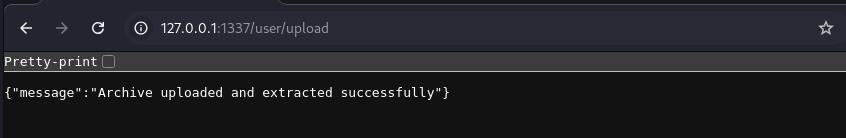 127.0.0.1:1337/user/upload
Pretty-print
{"message":"Archive uploaded and extracted successfully"}